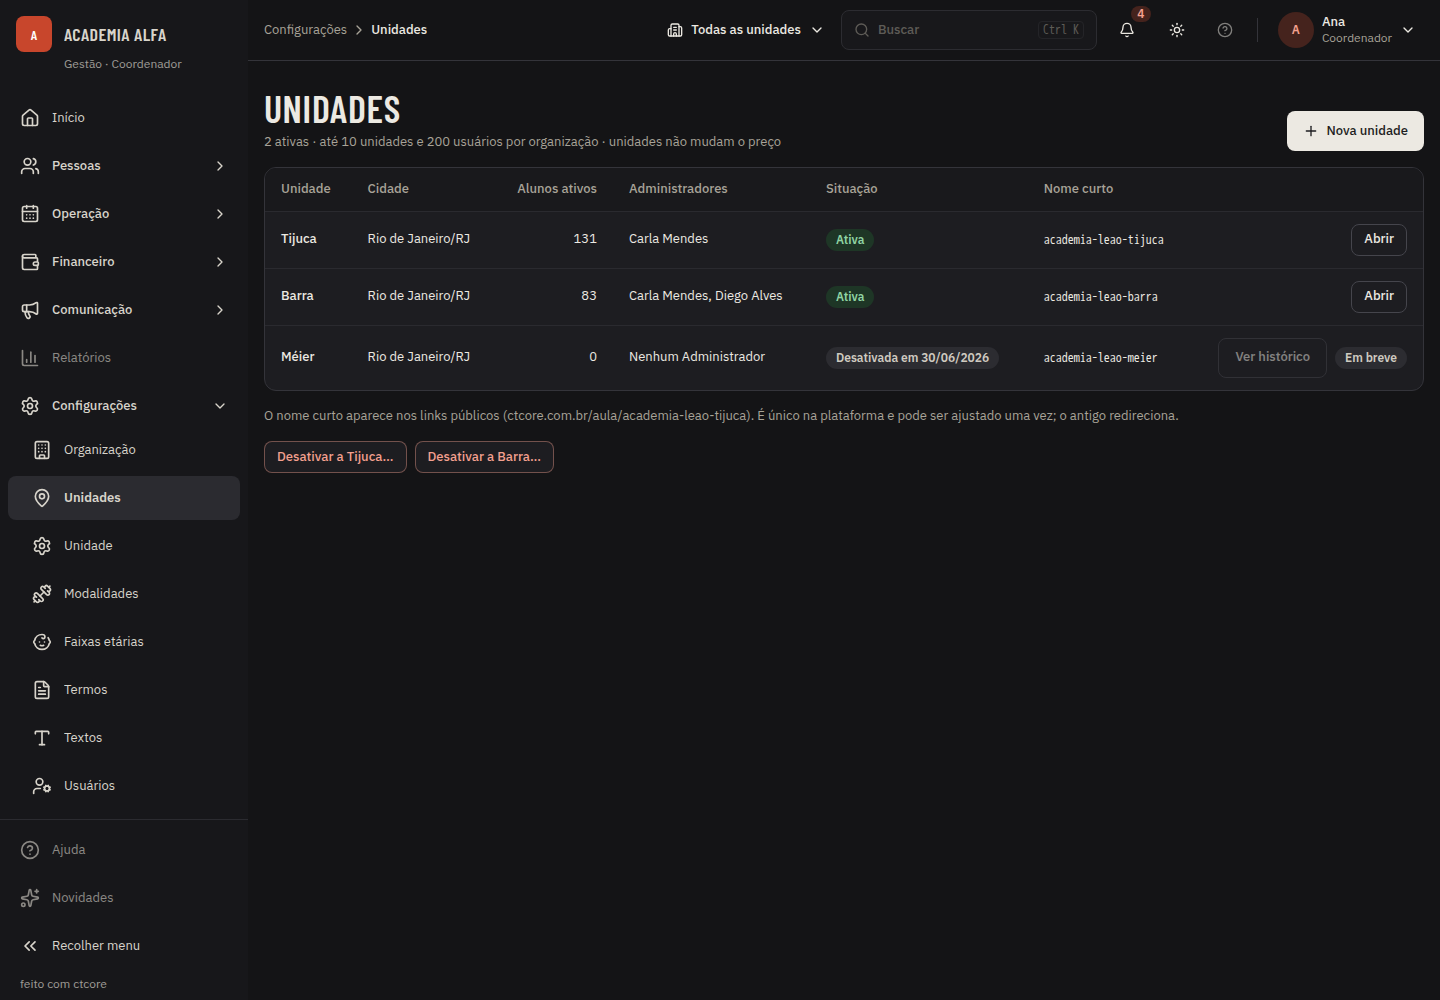 A
ACADEMIA ALFA
Gestão · Coordenador
Início
Pessoas
Operação
Financeiro
Comunicação
Relatórios
Configurações
Organização
Unidades
Unidade
Modalidades
Faixas etárias
Termos
Textos
Usuários
Ajuda
Novidades
Recolher menu
feito com ctcore
Configurações > Unidades
Todas as unidades
Buscar
Ctrl K
4
A
Ana
Coordenador
UNIDADES
2 ativas · até 10 unidades e 200 usuários por organização · unidades não mudam o preço
+ Nova unidade
Unidade Cidade Alunos ativos Administradores Situação Nome curto
Tijuca Rio de Janeiro/RJ 131 Carla Mendes Ativa academia-leao-tijuca Abrir
Barra Rio de Janeiro/RJ 83 Carla Mendes, Diego Alves Ativa academia-leao-barra Abrir
Méier Rio de Janeiro/RJ 0 Nenhum Administrador Desativada em 30/06/2026 academia-leao-meier Ver histórico Em breve
O nome curto aparece nos links públicos (ctcore.com.br/aula/academia-leao-tijuca). É único na plataforma e pode ser ajustado uma vez; o antigo redireciona.
Desativar a Tijuca... Desativar a Barra...